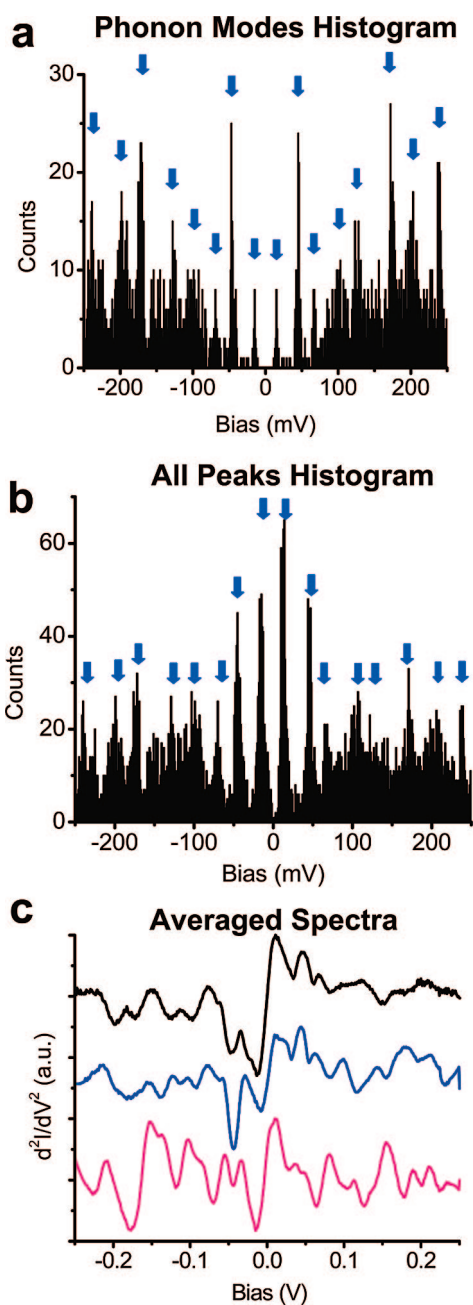 a Phonon Modes Histogram
30
20
10
0
Counts
-200 -100 0 100 200
Bias (mV)
All Peaks Histogram
b
60
40
20
0
Counts
-200 -100 0 100 200
Bias (mV)
c Averaged Spectra
d²I/dV² (a.u.)
-0.2 -0.1 0.0 0.1 0.2
Bias (V)